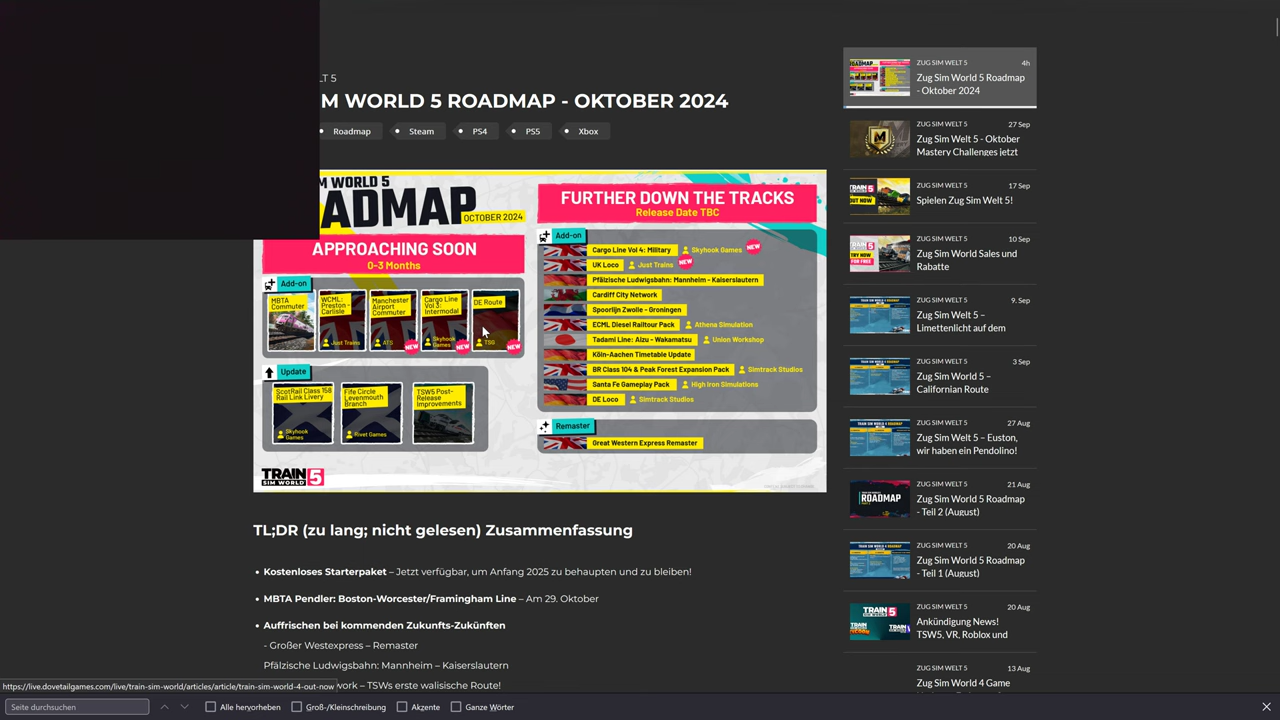 LT 5
M WORLD 5 ROADMAP - OKTOBER 2024
Roadmap
Steam
PS4
PS5
Xbox
M WORLD 5
ADMAP
OCTOBER 2024
APPROACHING SOON
0-3 Months
Add-on
MBTA Commuter
WCML: Preston - Carlisle
Just Trains
Manchester Airport Commuter
ATS
NEW
Cargo Line Vol 3: Intermodal
Skyhook Games
NEW
DE Route
TSG
NEW
Update
ScotRail Class 158 Rail Link Livery
Skyhook Games
Fife Circle Levenmouth Branch
Rivet Games
TSW5 Post-Release Improvements
TRAIN SIM WORLD 5
FURTHER DOWN THE TRACKS
Release Date TBC
Add-on
Cargo Line Vol 4: Military
Skyhook Games
NEW
UK Loco
Just Trains
NEW
Pfälzische Ludwigsbahn: Mannheim - Kaiserslautern
Cardiff City Network
Spoorlijn Zwolle - Groningen
ECML Diesel Railtour Pack
Athena Simulation
Tadami Line: Aizu - Wakamatsu
Union Workshop
Köln-Aachen Timetable Update
BR Class 104 & Peak Forest Expansion Pack
Simtrack Studios
Santa Fe Gameplay Pack
High Iron Simulations
DE Loco
Simtrack Studios
Remaster
Great Western Express Remaster
TL;DR (zu lang; nicht gelesen) Zusammenfassung
• Kostenloses Starterpaket – Jetzt verfügbar, um Anfang 2025 zu behaupten und zu bleiben!
• MBTA Pendler: Boston-Worcester/Framingham Line – Am 29. Oktober
• Auffrischen bei kommenden Zukunfts-Zukünften
- Großer Westexpress – Remaster
Pfälzische Ludwigsbahn: Mannheim – Kaiserslautern
work – TSWs erste walisische Route!
ZUG SIM WELT 5
4h
Zug Sim World 5 Roadmap
- Oktober 2024
ZUG SIM WELT 5
27 Sep
Zug Sim Welt 5 - Oktober
Mastery Challenges jetzt
ZUG SIM WELT 5
17 Sep
Spielen Zug Sim Welt 5!
ZUG SIM WELT 5
10 Sep
Zug Sim World Sales und
Rabatte
ZUG SIM WELT 5
9. Sep
Zug Sim Welt 5 –
Limettenlicht auf dem
ZUG SIM WELT 5
3 Sep
Zug Sim Welt 5 –
Californian Route
ZUG SIM WELT 5
27 Aug
Zug Sim Welt 5 – Euston,
wir haben ein Pendolino!
ZUG SIM WELT 5
21 Aug
Zug Sim World 5 Roadmap
- Teil 2 (August)
ZUG SIM WELT 5
20 Aug
Zug Sim World 5 Roadmap
- Teil 1 (August)
ZUG SIM WELT 5
20 Aug
Ankündigung News!
TSW5, VR, Roblox und
ZUG SIM WELT 5
13 Aug
Zug Sim World 4 Game
https://live.dovetailgames.com/live/train-sim-world/articles/article/train-sim-world-4-out-now
Seite durchsuchen
Alle hervorheben
Groß-/Kleinschreibung
Akzente
Ganze Wörter